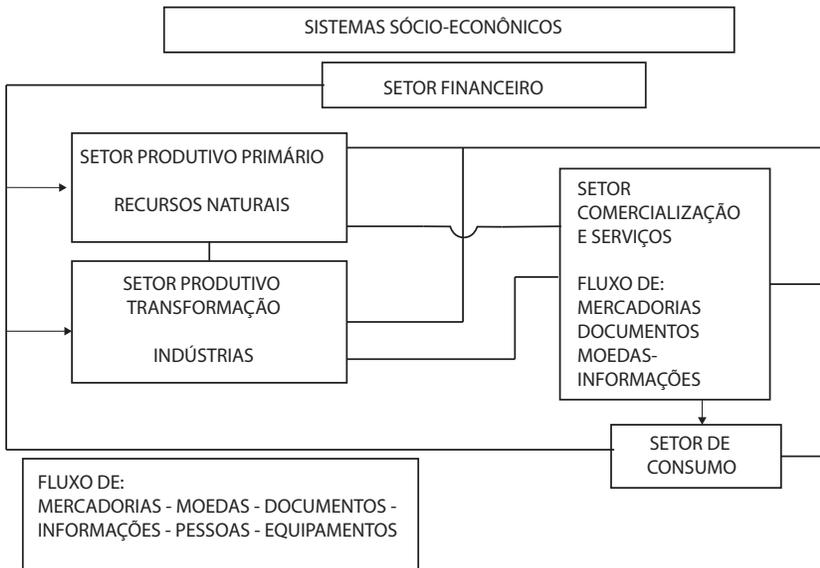 SISTEMAS SÓCIO-ECONÔMICOS
SETOR FINANCEIRO
SETOR PRODUTIVO PRIMÁRIO
RECURSOS NATURAIS
SETOR PRODUTIVO
TRANSFORMAÇÃO
INDÚSTRIAS
SETOR
COMERCIALIZAÇÃO
E SERVIÇOS
FLUXO DE:
MERCADORIAS
DOCUMENTOS
MOEDAS-
INFORMAÇÕES
SETOR DE
CONSUMO
FLUXO DE:
MERCADORIAS - MOEDAS - DOCUMENTOS -
INFORMAÇÕES - PESSOAS - EQUIPAMENTOS